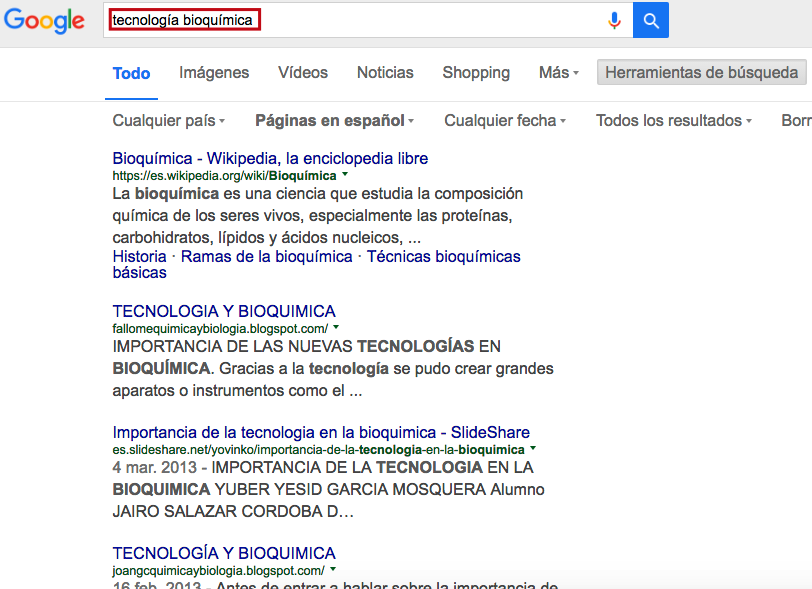 Google tecnología bioquímica
Todo Imágenes Vídeos Noticias Shopping Más Herramientas de búsqueda
Cualquier país Páginas en español Cualquier fecha Todos los resultados Borr
Bioquímica - Wikipedia, la enciclopedia libre
https://es.wikipedia.org/wiki/Bioquímica
La bioquímica es una ciencia que estudia la composición
química de los seres vivos, especialmente las proteínas,
carbohidratos, lípidos y ácidos nucleicos, ...
Historia · Ramas de la bioquímica · Técnicas bioquímicas
básicas
TECNOLOGIA Y BIOQUIMICA
fallomequimicaybiologia.blogspot.com/
IMPORTANCIA DE LAS NUEVAS TECNOLOGÍAS EN
BIOQUÍMICA. Gracias a la tecnología se pudo crear grandes
aparatos o instrumentos como el ...
Importancia de la tecnologia en la bioquimica - SlideShare
es.slideshare.net/yovinko/importancia-de-la-tecnologia-en-la-bioquimica
4 mar. 2013 - IMPORTANCIA DE LA TECNOLOGIA EN LA
BIOQUIMICA YUBER YESID GARCIA MOSQUERA Alumno
JAIRO SALAZAR CORDOBA D…
TECNOLOGÍA Y BIOQUIMICA
joangcquimicaybiologia.blogspot.com/
16 feb. 2013 - Antes de entrar a hablar sobre la importancia de